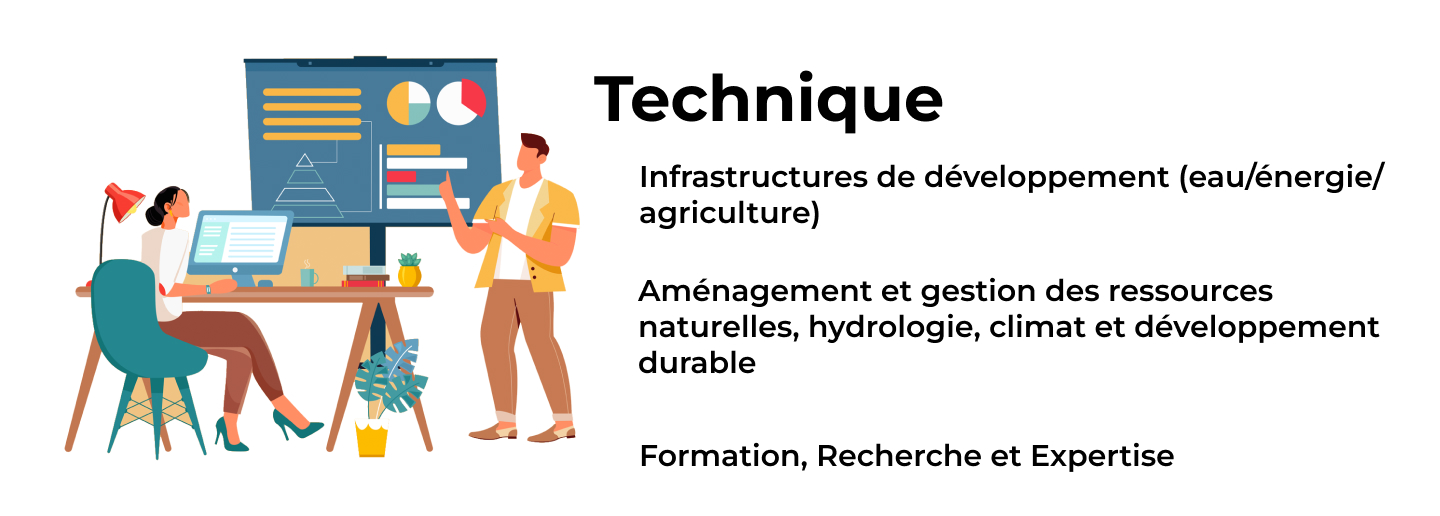 Technique
Infrastructures de développement (eau/énergie/
agriculture)
Aménagement et gestion des ressources
naturelles, hydrologie, climat et développement
durable
Formation, Recherche et Expertise